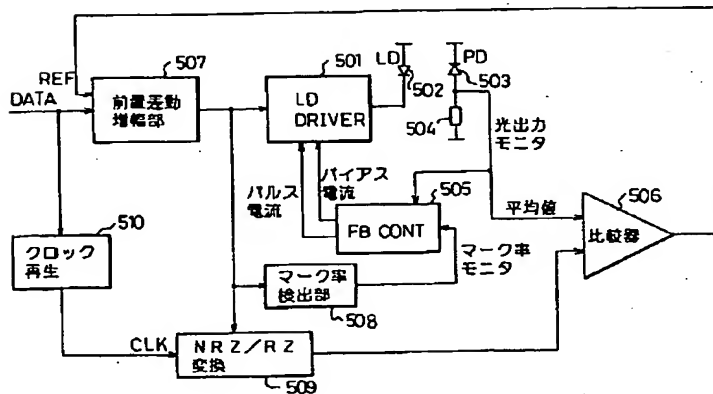 507
REF
DATA
前置差動
増幅部
501
LD
DRIVER
LD
502
PD
503
504
光出力
モニタ
パルス
電流
バイアス
電流
505
FB CONT
平均値
506
比較器
510
クロック
再生
マーク率
検出部
508
マーク率
モニタ
CLK
NRZ/RZ
変換
509